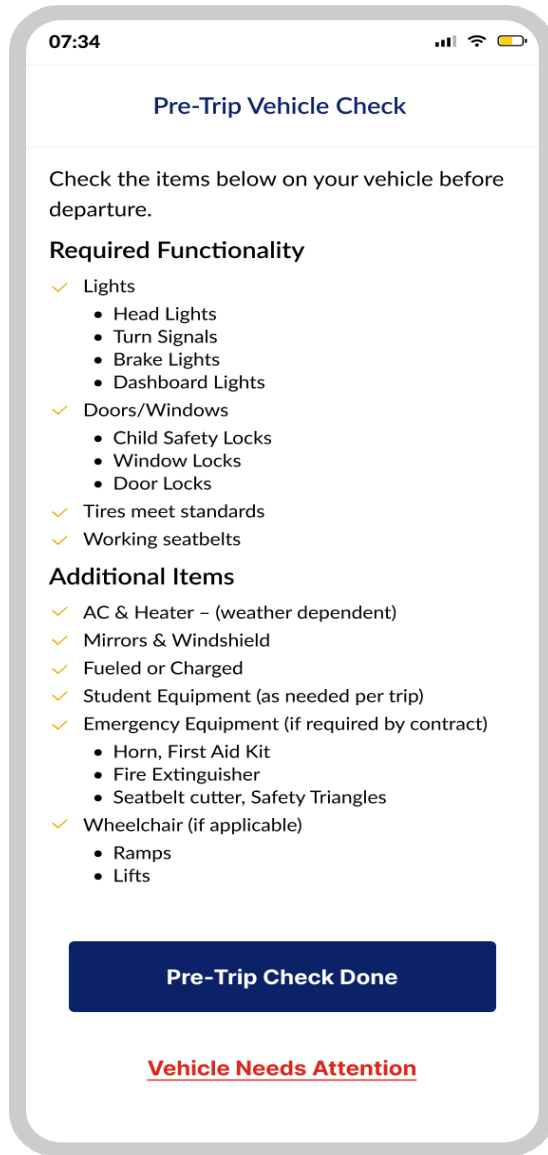 07:34
Pre-Trip Vehicle Check
Check the items below on your vehicle before
departure.
Required Functionality
Lights
• Head Lights
• Turn Signals
• Brake Lights
• Dashboard Lights
Doors/Windows
• Child Safety Locks
• Window Locks
• Door Locks
Tires meet standards
Working seatbelts
Additional Items
AC & Heater – (weather dependent)
Mirrors & Windshield
Fueled or Charged
Student Equipment (as needed per trip)
Emergency Equipment (if required by contract)
• Horn, First Aid Kit
• Fire Extinguisher
• Seatbelt cutter, Safety Triangles
Wheelchair (if applicable)
• Ramps
• Lifts
Pre-Trip Check Done
Vehicle Needs Attention